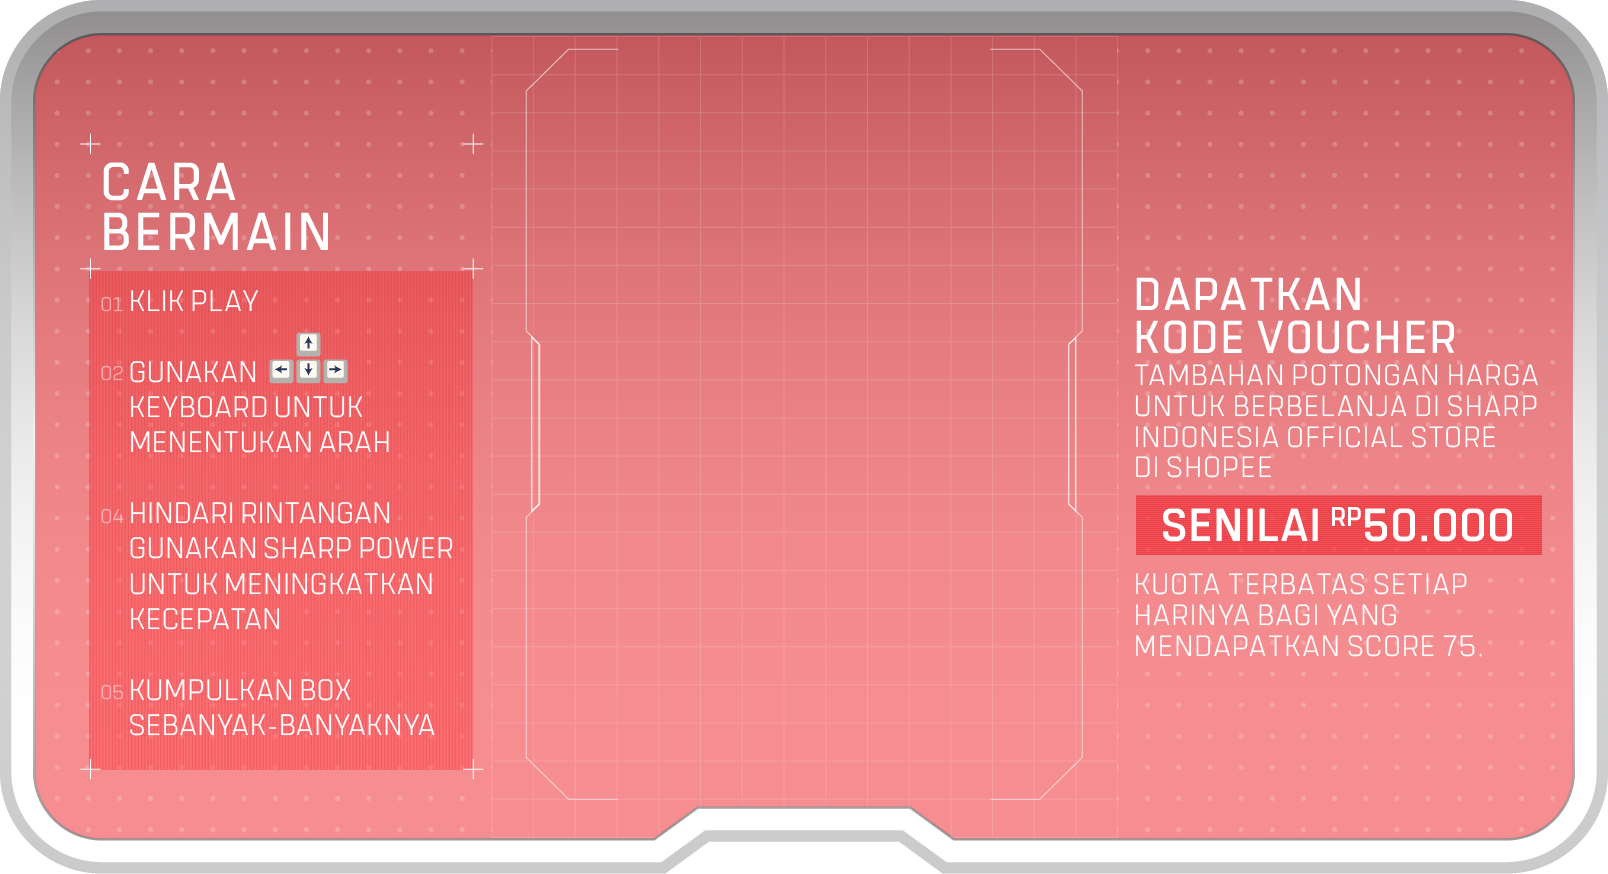 CARA
BERMAIN
01 KLIK PLAY
02 GUNAKAN
KEYBOARD UNTUK
MENENTUKAN ARAH
04 HINDARI RINTANGAN
GUNAKAN SHARP POWER
UNTUK MENINGKATKAN
KECEPATAN
05 KUMPULKAN BOX
SEBANYAK-BANYAKNYA
DAPATKAN
KODE VOUCHER
TAMBAHAN POTONGAN HARGA
UNTUK BERBELANJA DI SHARP
INDONESIA OFFICIAL STORE
DI SHOPEE
SENILAI RP50.000
KUOTA TERBATAS SETIAP
HARINYA BAGI YANG
MENDAPATKAN SCORE 75.